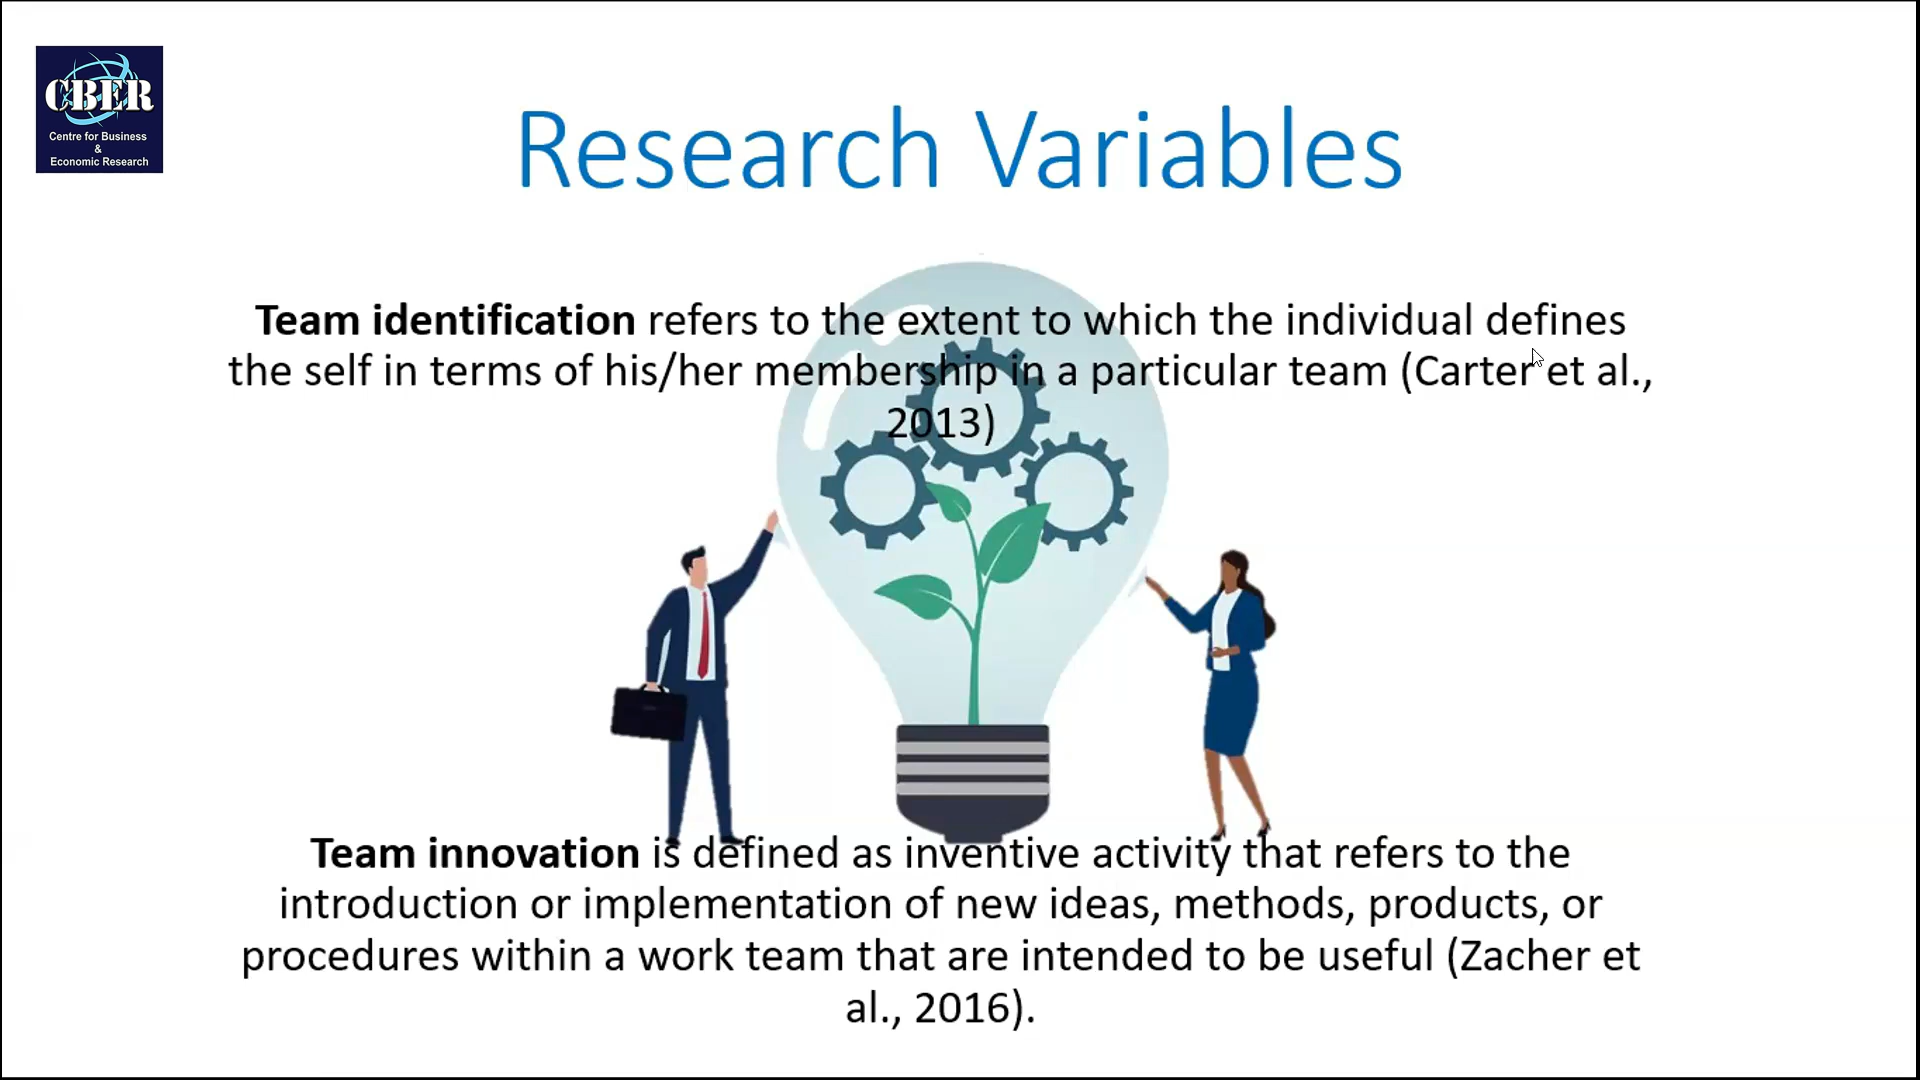 CBER
Centre for Business
&
Economic Research
Research Variables
Team identification refers to the extent to which the individual defines
the self in terms of his/her membership in a particular team (Carter et al.,
2013)
Team innovation is defined as inventive activity that refers to the
introduction or implementation of new ideas, methods, products, or
procedures within a work team that are intended to be useful (Zacher et
al., 2016).